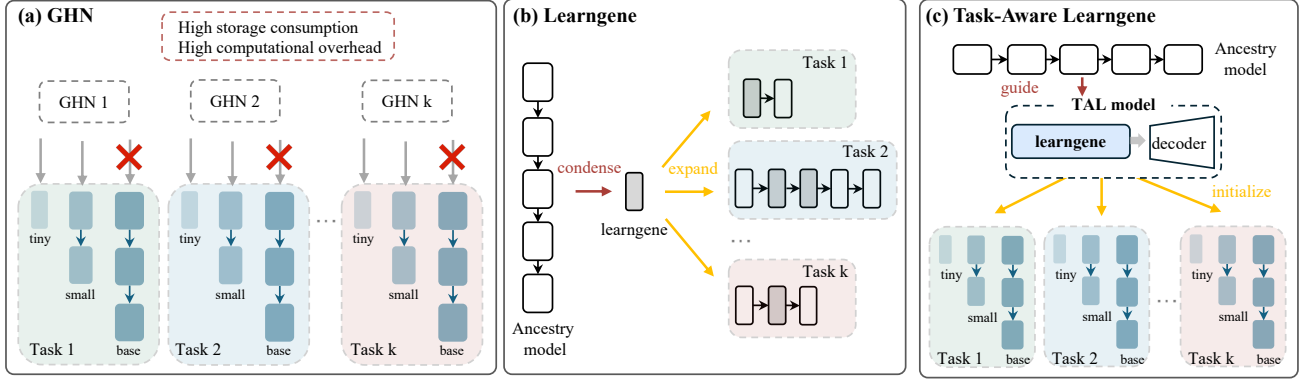 (a) GHN
High storage consumption
High computational overhead
GHN 1
GHN 2
GHN k
tiny
small
base
Task 1
tiny
small
base
Task 2
...
tiny
small
base
Task k
(b) Learngene
Ancestry
model
condense
learngene
expand
Task 1
Task 2
...
Task k
(c) Task-Aware Learngene
Ancestry
model
guide
TAL model
learngene
decoder
initialize
tiny
small
base
Task 1
tiny
small
base
Task 2
...
tiny
small
base
Task k